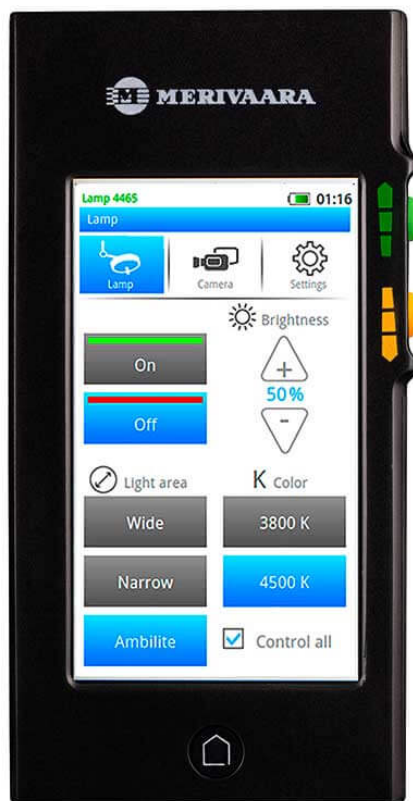 M MERIVAARA
Lamp 4465 01:16
Lamp
Lamp Camera Settings
Brightness
On
+
50%
Off
-
Light area K Color
Wide 3800 K
Narrow 4500 K
Ambilite Control all